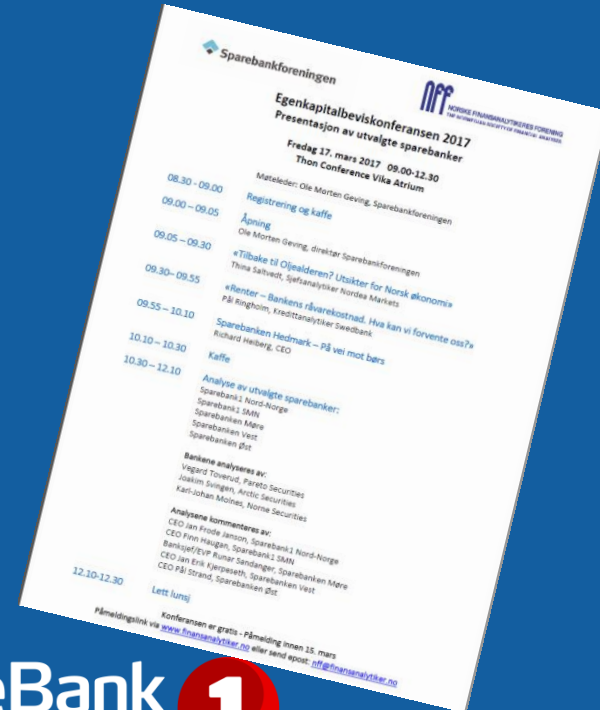 Sparebankforeningen
nff NORSKE FINANSANALYTIKERES FORENING
THE NORWEGIAN SOCIETY OF FINANCIAL ANALYSTS
Egenkapitalbeviskonferansen 2017
Presentasjon av utvalgte sparebanker
Fredag 17. mars 2017 09.00-12.30
Thon Conference Vika Atrium
Møteleder: Ole Morten Geving, Sparebankforeningen
08.30 - 09.00 Registrering og kaffe
09.00 – 09.05 Åpning
Ole Morten Geving, direktør Sparebankforeningen
09.05 – 09.30 «Tilbake til Oljealderen? Utsikter for Norsk økonomi»
Thina Saltvedt, Sjefsanalytiker Nordea Markets
09.30– 09.55 «Renter – Bankens råvarekostnad. Hva kan vi forvente oss?»
Pål Ringholm, Kredittanalytiker Swedbank
09.55 – 10.10 Sparebanken Hedmark – På vei mot børs
Richard Heiberg, CEO
10.10 – 10.30 Kaffe
10.30 – 12.10 Analyse av utvalgte sparebanker:
Sparebank1 Nord-Norge
Sparebank1 SMN
Sparebanken Møre
Sparebanken Vest
Sparebanken Øst
Bankene analyseres av:
Vegard Toverud, Pareto Securities
Joakim Svingen, Arctic Securities
Karl-Johan Molnes, Norne Securities
Analysene kommenteres av:
CEO Jan Frode Janson, Sparebank1 Nord-Norge
CEO Finn Haugan, Sparebank1 SMN
Banksjef/EVP Runar Sandanger, Sparebanken Møre
CEO Jan Erik Kjerpeseth, Sparebanken Vest
CEO Pål Strand, Sparebanken Øst
12.10-12.30 Lett lunsj
Konferansen er gratis - Påmelding innen 15. mars
Påmeldingslink via www.finansanalytiker.no eller send epost: nff@finansanalytiker.no
eBank 1